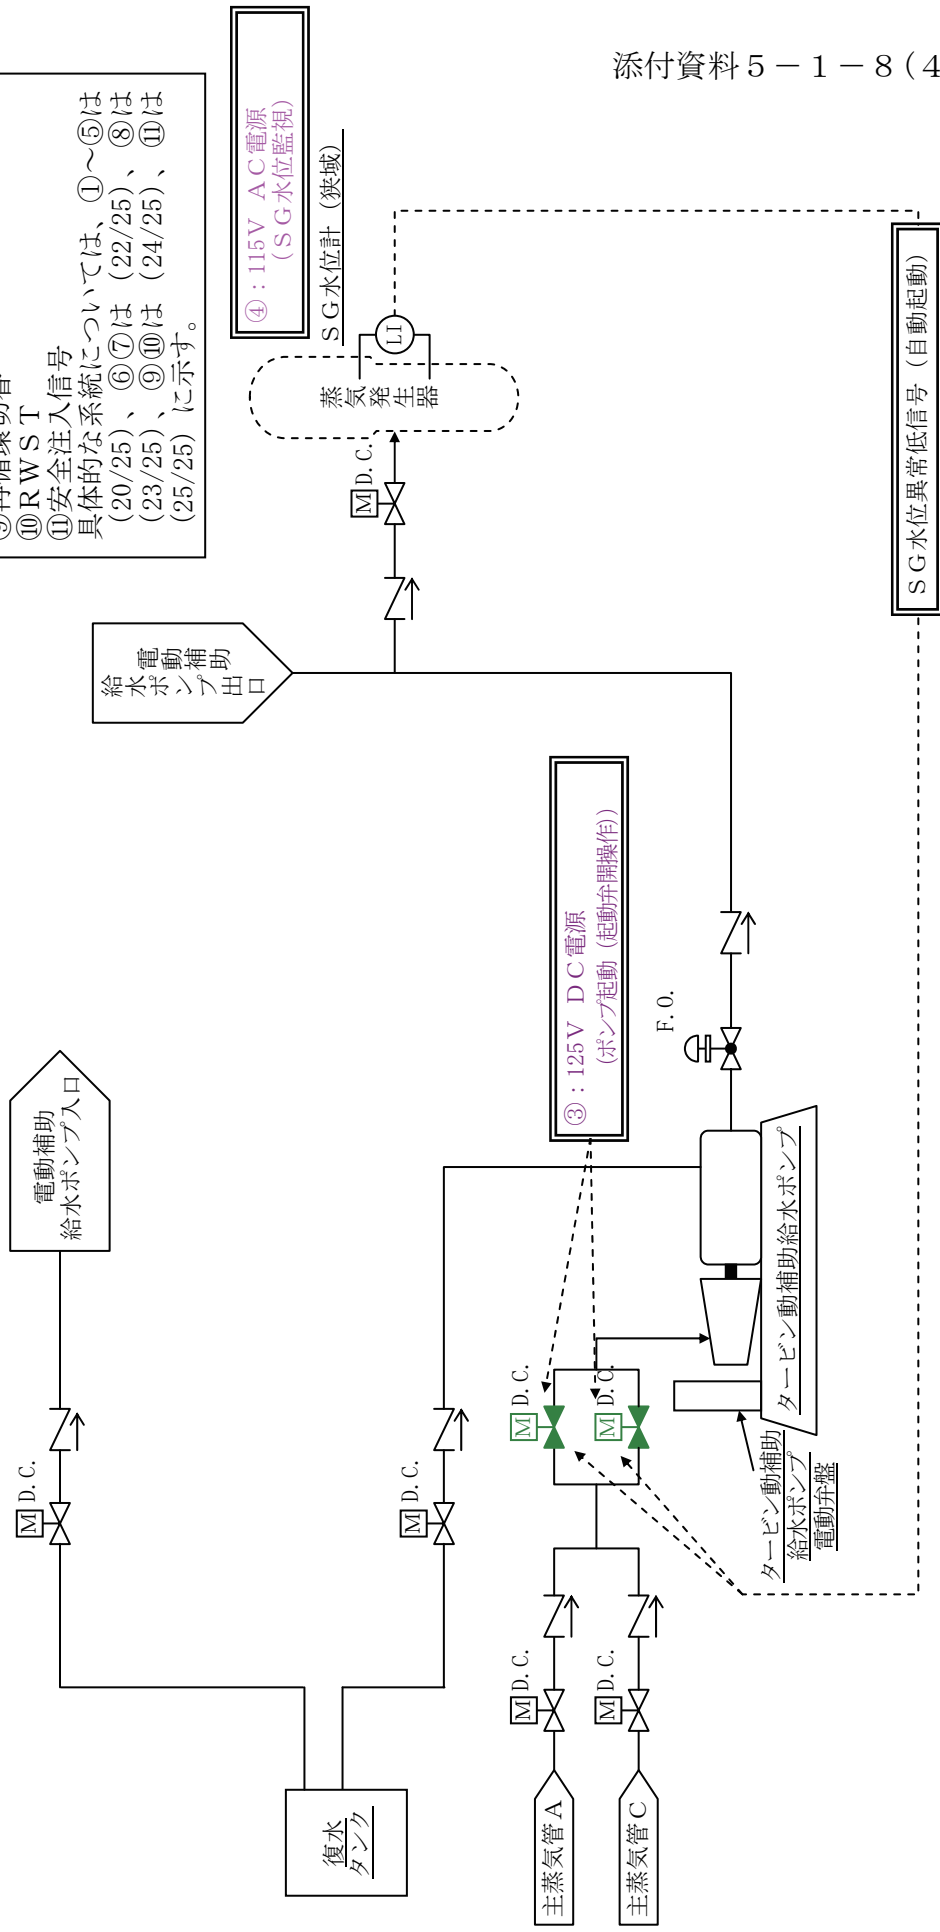 添付資料５－１－８（4
⑩ＲＷＳＴ
⑪安全注入信号
具体的な系統については、①～⑤は
(20/25)、⑥⑦は (22/25)、⑧は
(23/25)、⑨⑩は (24/25)、⑪は
(25/25) に示す。
④：115V ＡＣ電源
（ＳＧ水位監視）
ＳＧ水位計（狭域）
LI
蒸気発生器
M
D.C.
電動補助
給水ポンプ出口
ＳＧ水位異常低信号（自動起動）
③：125V ＤＣ電源
（ポンプ起動（起動弁開操作））
F.O.
電動補助
給水ポンプ入口
M
D.C.
M
D.C.
M
D.C.
M
D.C.
タービン動補助給水ポンプ
タービン動補助
給水ポンプ
電動弁盤
M
D.C.
M
D.C.
復水
タンク
主蒸気管Ａ
主蒸気管Ｃ